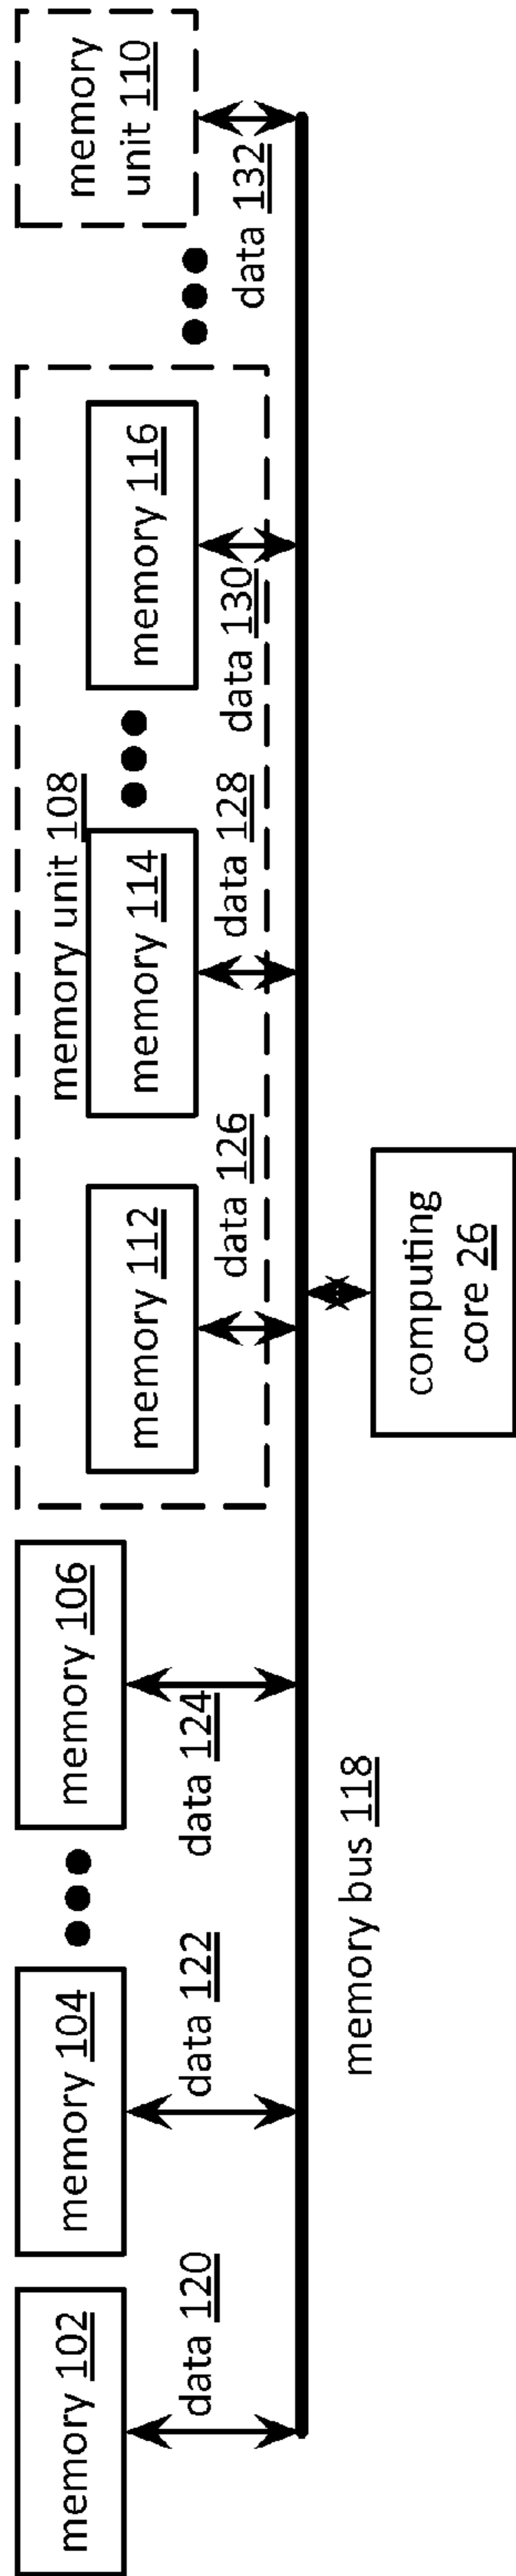 memory 102
memory 104
memory 106
memory unit 108
memory 112
memory 114
memory 116
memory
unit 110
data 120
data 122
data 124
data 126
data 128
data 130
data 132
memory bus 118
computing
core 26